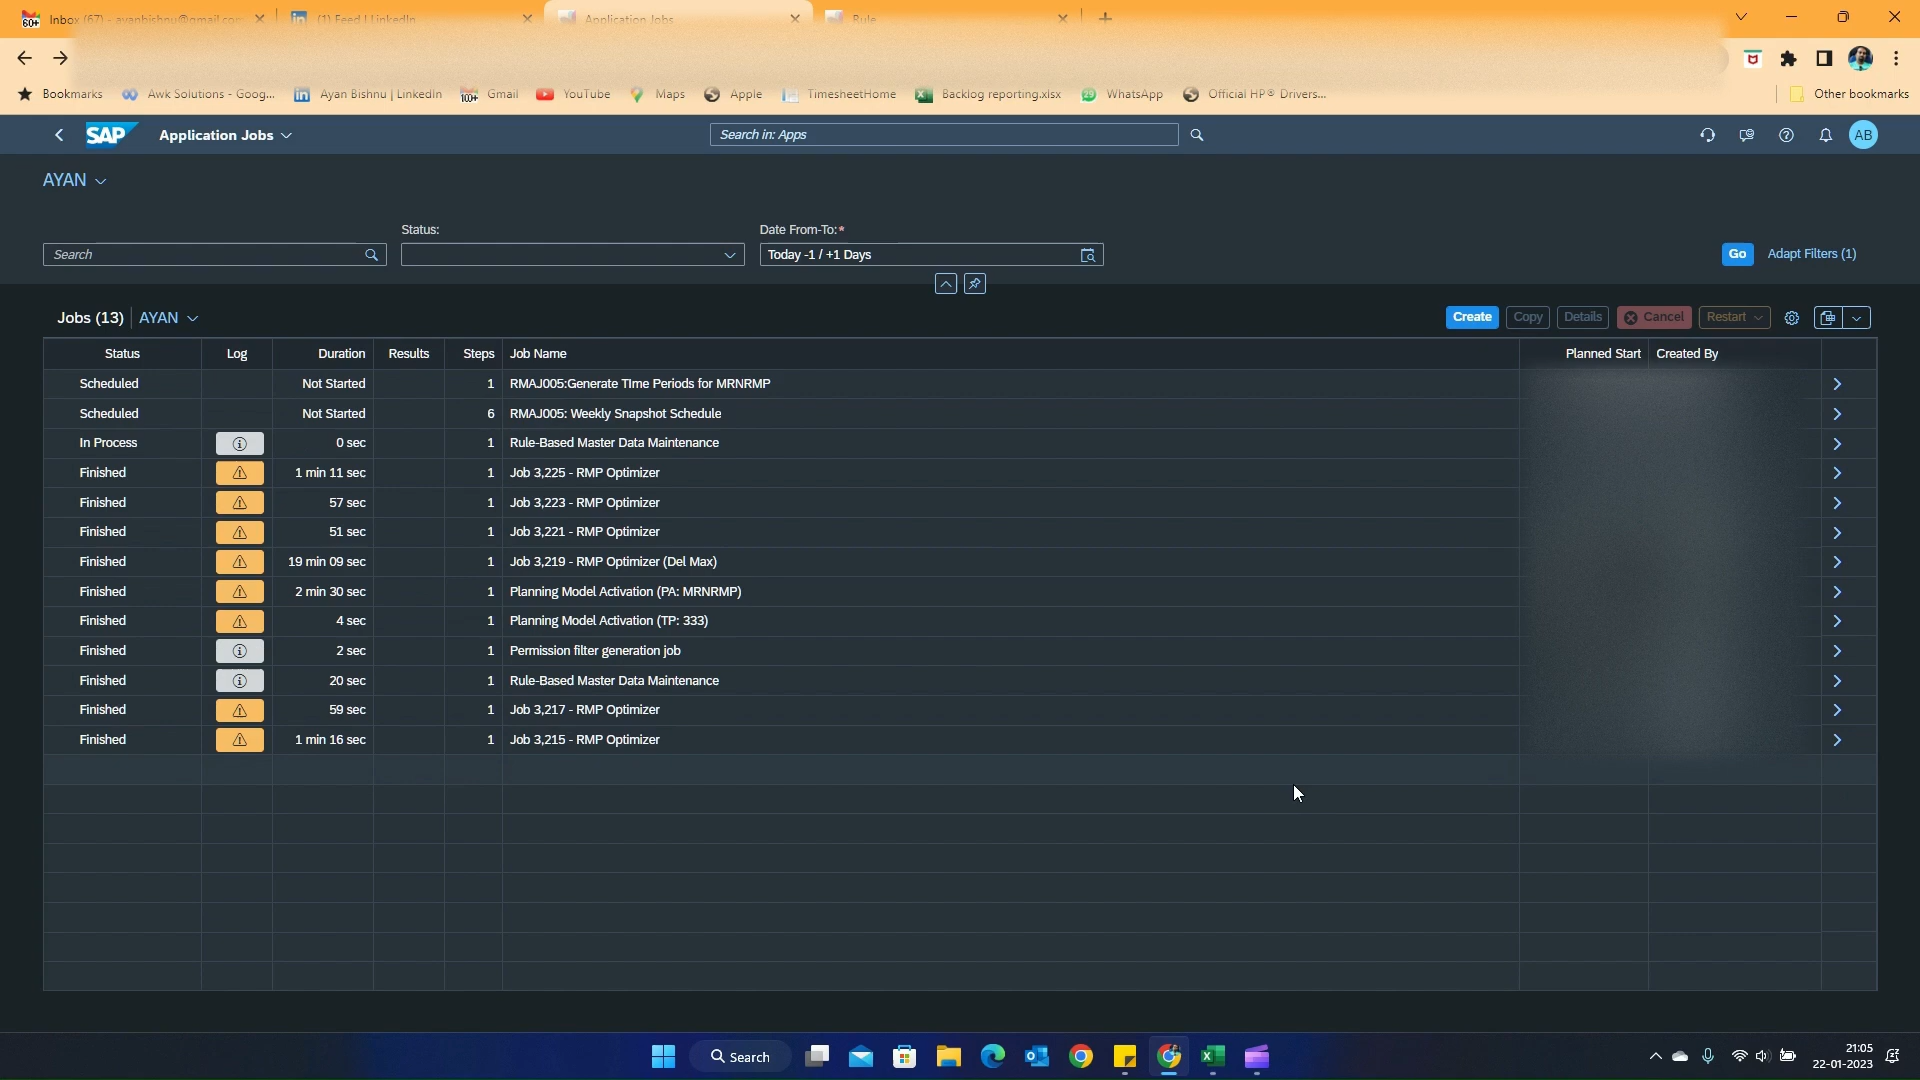 Inbox (67) - ayanbishnu@gmail.com
(1) Feed | LinkedIn
Application Jobs
Rule
Bookmarks
Awk Solutions - Goog...
Ayan Bishnu | LinkedIn
Gmail
YouTube
Maps
Apple
TimesheetHome
Backlog reporting.xlsx
WhatsApp
Official HP® Drivers...
Other bookmarks
SAP
Application Jobs
Search in: Apps
AB
AYAN
Status:
Date From-To:*
Search
Today -1 / +1 Days
Go
Adapt Filters (1)
Jobs (13)
AYAN
Create
Copy
Details
Cancel
Restart
Status Log Duration Results Steps Job Name Planned Start Created By
Scheduled Not Started 1 RMAJ005:Generate TIme Periods for MRNRMP
Scheduled Not Started 6 RMAJ005: Weekly Snapshot Schedule
In Process 0 sec 1 Rule-Based Master Data Maintenance
Finished 1 min 11 sec 1 Job 3,225 - RMP Optimizer
Finished 57 sec 1 Job 3,223 - RMP Optimizer
Finished 51 sec 1 Job 3,221 - RMP Optimizer
Finished 19 min 09 sec 1 Job 3,219 - RMP Optimizer (Del Max)
Finished 2 min 30 sec 1 Planning Model Activation (PA: MRNRMP)
Finished 4 sec 1 Planning Model Activation (TP: 333)
Finished 2 sec 1 Permission filter generation job
Finished 20 sec 1 Rule-Based Master Data Maintenance
Finished 59 sec 1 Job 3,217 - RMP Optimizer
Finished 1 min 16 sec 1 Job 3,215 - RMP Optimizer
Search
21:05
22-01-2023